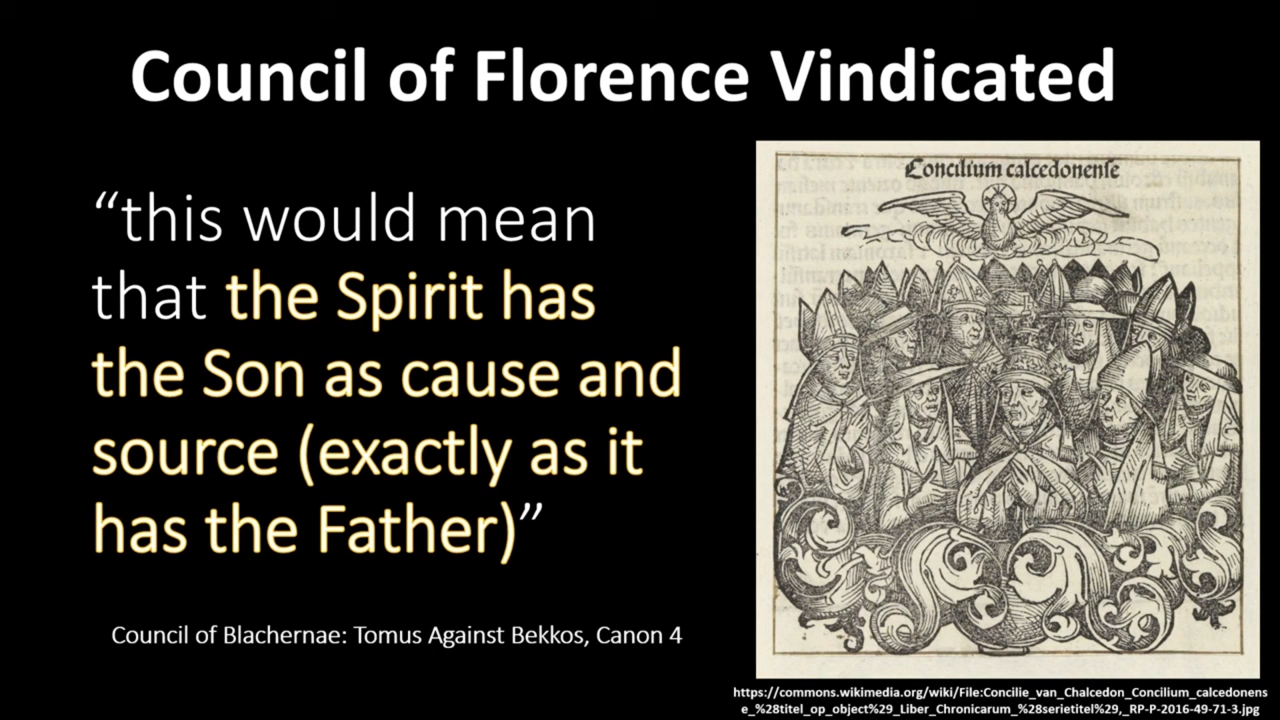 Council of Florence Vindicated
“this would mean
that the Spirit has
the Son as cause and
source (exactly as it
has the Father)”
Council of Blachernae: Tomus Against Bekkos, Canon 4
Concilium calcedonense
https://commons.wikimedia.org/wiki/File:Concilie_van_Chalcedon_Concilium_calcedonens
e_%28titel_op_object%29_Liber_Chronicarum_%28serietitel%29,_RP-P-2016-49-71-3.jpg